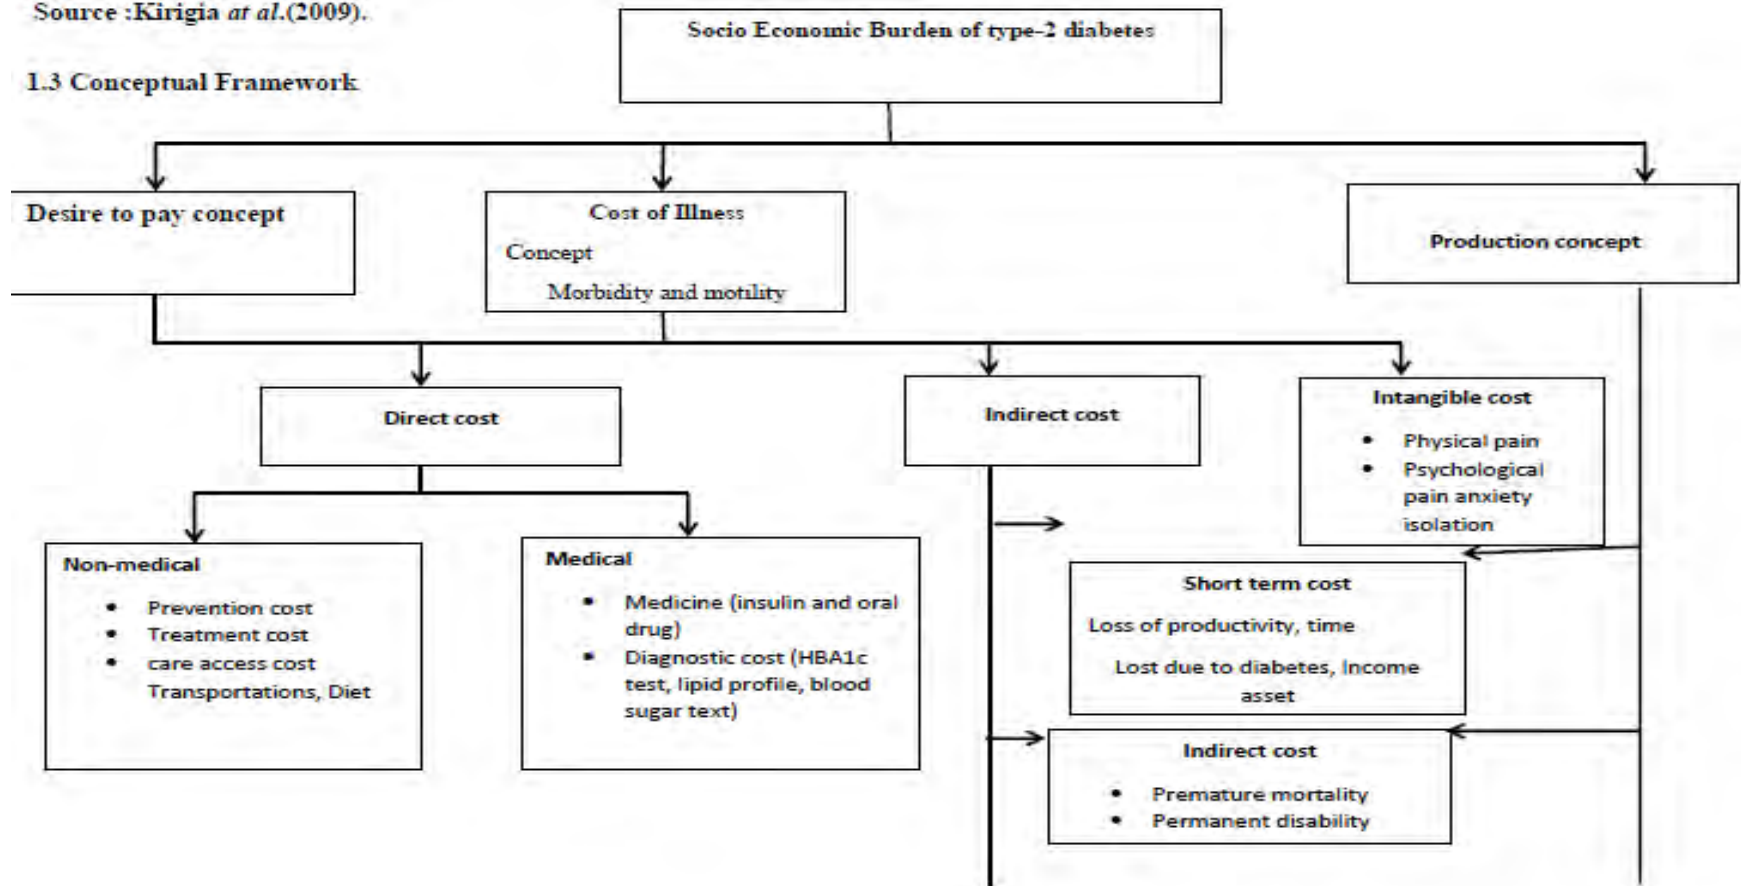 Source :Kirigia at al.(2009).
Socio Economic Burden of type-2 diabetes
1.3 Conceptual Framework
Desire to pay concept
Cost of Illness
Concept
Morbidity and motility
Production concept
Direct cost
Indirect cost
Intangible cost
• Physical pain
• Psychological
pain anxiety
isolation
Non-medical
• Prevention cost
• Treatment cost
• care access cost
Transportations, Diet
Medical
• Medicine (insulin and oral
drug)
• Diagnostic cost (HBA1c
test, lipid profile, blood
sugar text)
Short term cost
Loss of productivity, time
Lost due to diabetes, Income
asset
Indirect cost
• Premature mortality
• Permanent disability